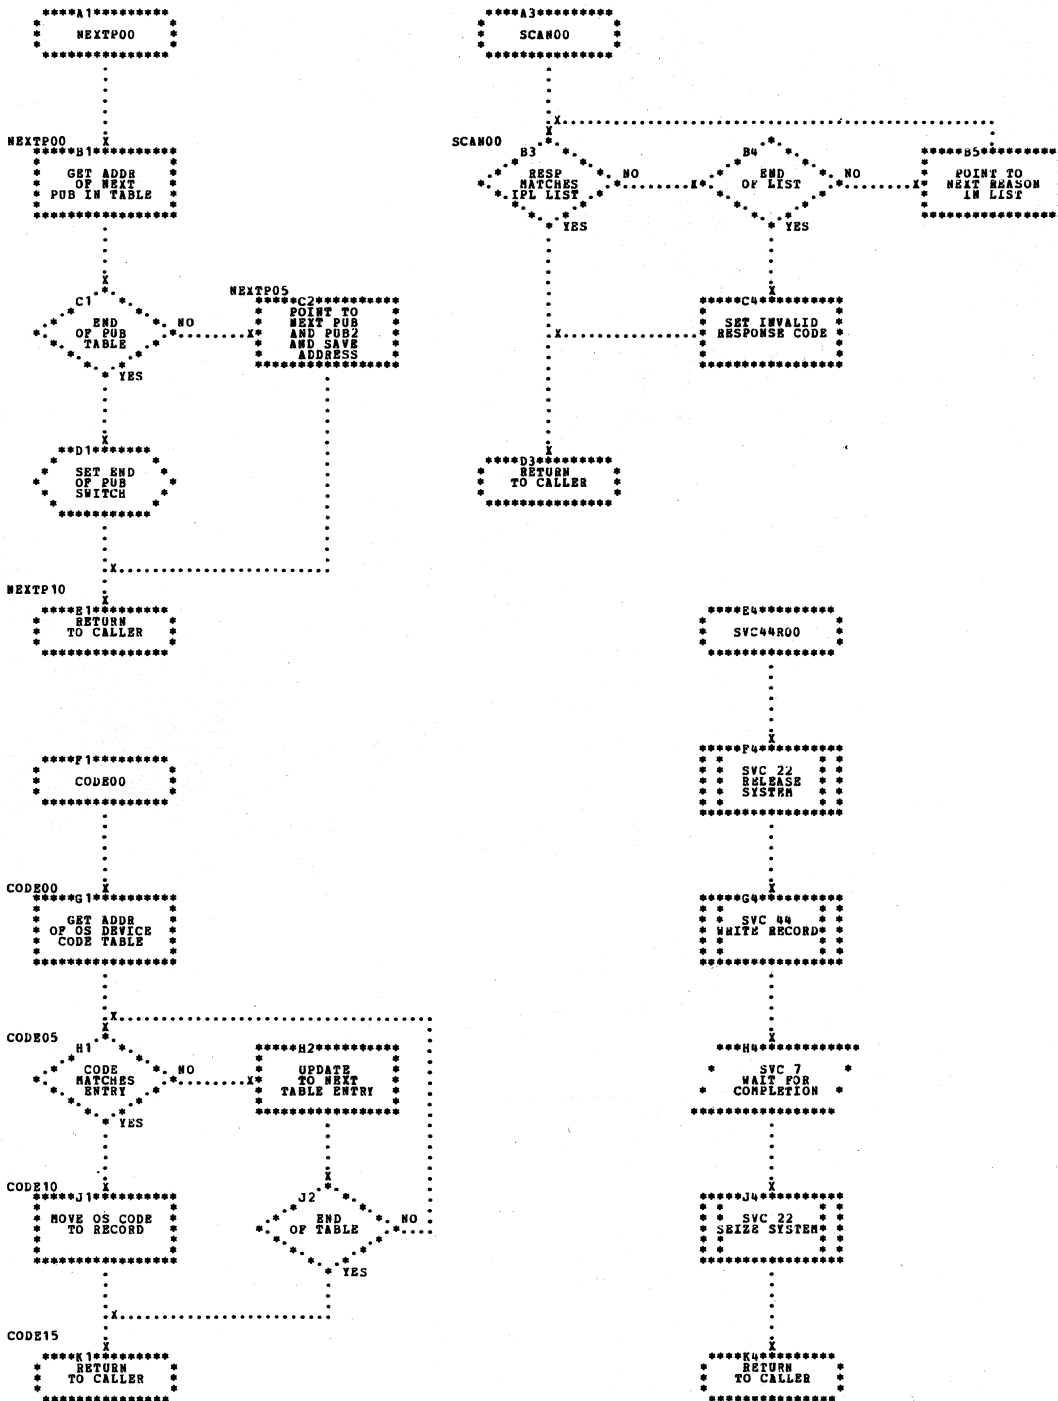 A1
NEXTP00
NEXTP00
B1
GET ADDR
OF NEXT
PUB IN TABLE
C1
END
OF PUB
TABLE
NO
YES
NEXTP05
C2
POINT TO
NEXT PUB
AND PUB2
AND SAVE
ADDRESS
D1
SET END
OF PUB
SWITCH
NEXTP10
E1
RETURN
TO CALLER
A3
SCAN00
SCAN00
B3
RESP
MATCHES
IPL LIST
NO
YES
B4
END
OF LIST
NO
YES
B5
POINT TO
NEXT REASON
IN LIST
C4
SET INVALID
RESPONSE CODE
D3
RETURN
TO CALLER
F1
CODE00
CODE00
G1
GET ADDR
OF OS DEVICE
CODE TABLE
CODE05
H1
CODE
MATCHES
ENTRY
NO
YES
H2
UPDATE
TO NEXT
TABLE ENTRY
CODE10
J1
MOVE OS CODE
TO RECORD
J2
END
OF TABLE
NO
YES
CODE15
K1
RETURN
TO CALLER
E4
SVC44R00
F4
SVC 22
RELEASE
SYSTEM
G4
SVC 44
WRITE RECORD
H4
SVC 7
WAIT FOR
COMPLETION
J4
SVC 22
SEIZE SYSTEM
K4
RETURN
TO CALLER